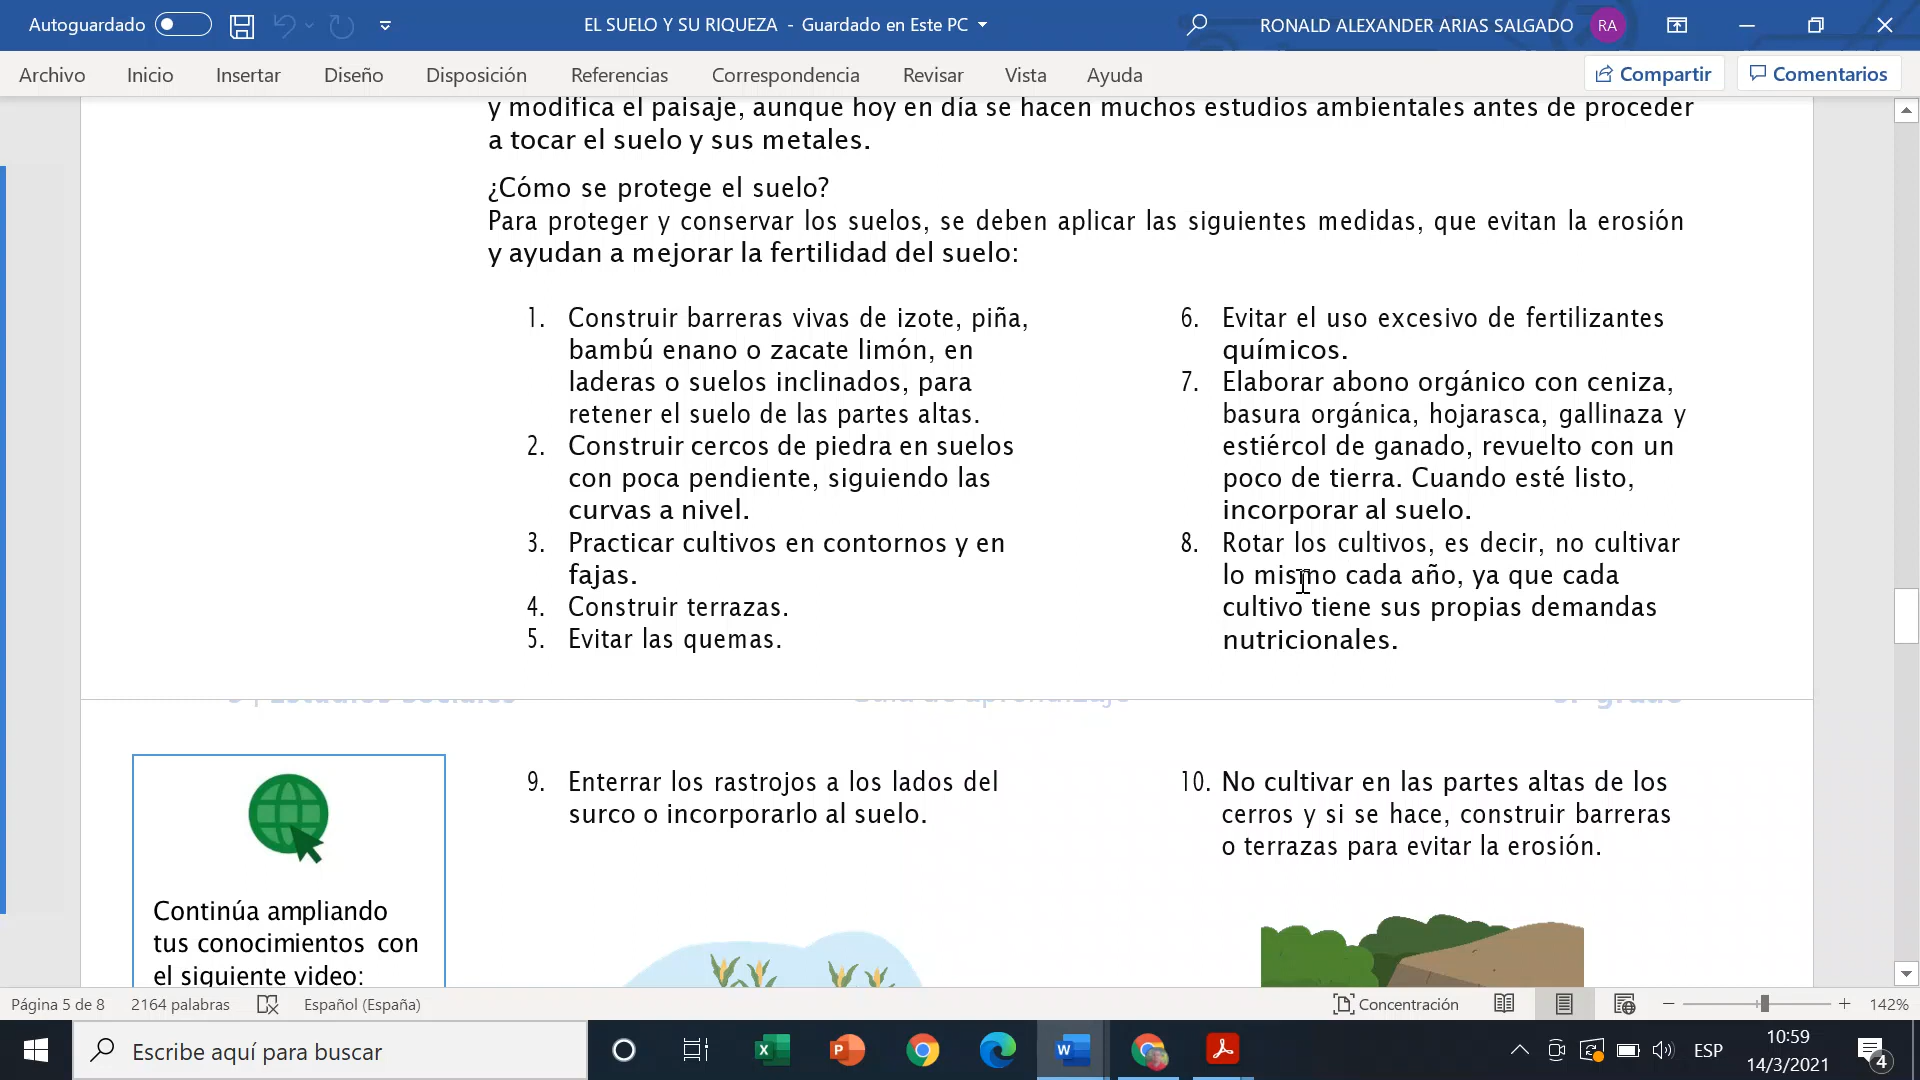 Autoguardado
EL SUELO Y SU RIQUEZA - Guardado en Este PC
RONALD ALEXANDER ARIAS SALGADO
RA
Archivo
Inicio
Insertar
Diseño
Disposición
Referencias
Correspondencia
Revisar
Vista
Ayuda
Compartir
Comentarios
y modifica el paisaje, aunque hoy en día se hacen muchos estudios ambientales antes de proceder
a tocar el suelo y sus metales.
¿Cómo se protege el suelo?
Para proteger y conservar los suelos, se deben aplicar las siguientes medidas, que evitan la erosión
y ayudan a mejorar la fertilidad del suelo:
1. Construir barreras vivas de izote, piña,
bambú enano o zacate limón, en
laderas o suelos inclinados, para
retener el suelo de las partes altas.
2. Construir cercos de piedra en suelos
con poca pendiente, siguiendo las
curvas a nivel.
3. Practicar cultivos en contornos y en
fajas.
4. Construir terrazas.
5. Evitar las quemas.
6. Evitar el uso excesivo de fertilizantes
químicos.
7. Elaborar abono orgánico con ceniza,
basura orgánica, hojarasca, gallinaza y
estiércol de ganado, revuelto con un
poco de tierra. Cuando esté listo,
incorporar al suelo.
8. Rotar los cultivos, es decir, no cultivar
lo mismo cada año, ya que cada
cultivo tiene sus propias demandas
nutricionales.
| Estudios Sociales
Guía de aprendizaje
grado
9. Enterrar los rastrojos a los lados del
surco o incorporarlo al suelo.
10. No cultivar en las partes altas de los
cerros y si se hace, construir barreras
o terrazas para evitar la erosión.
Continúa ampliando
tus conocimientos con
el siguiente video:
Página 5 de 8
2164 palabras
Español (España)
Concentración
142%
Escribe aquí para buscar
ESP
10:59
14/3/2021
4